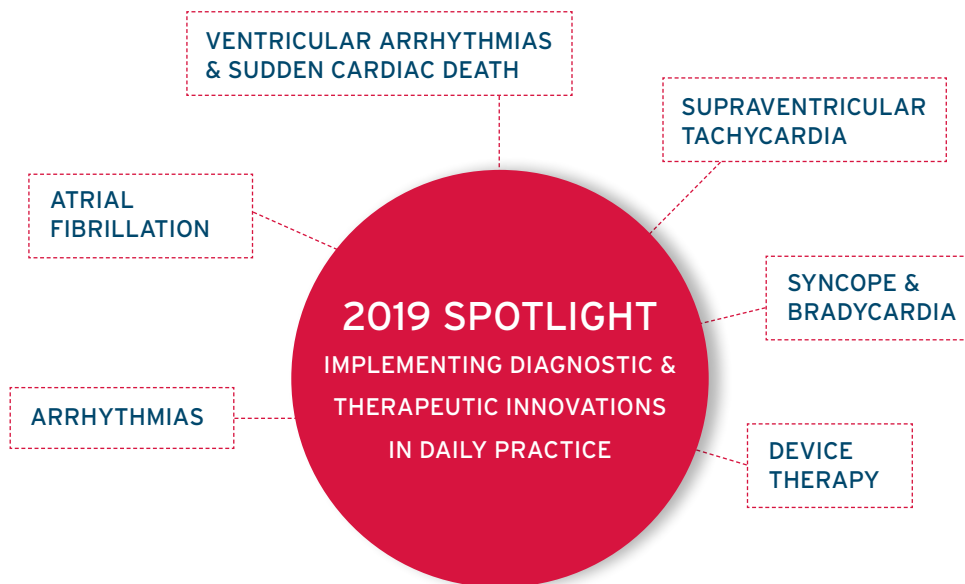 VENTRICULAR ARRHYTHMIAS
& SUDDEN CARDIAC DEATH
SUPRAVENTRICULAR
TACHYCARDIA
ATRIAL
FIBRILLATION
SYNCOPE &
BRADYCARDIA
2019 SPOTLIGHT
IMPLEMENTING DIAGNOSTIC &
THERAPEUTIC INNOVATIONS
IN DAILY PRACTICE
ARRHYTHMIAS
DEVICE
THERAPY